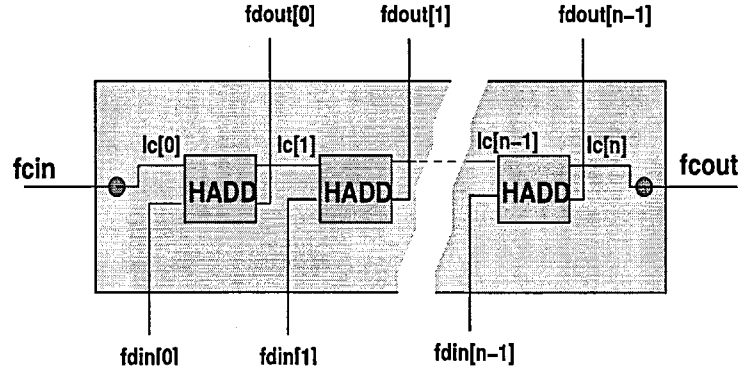 fdout[0] fdout[1] fdout[n-1]
lc[0] lc[1] lc[n-1] lc[n]
fcin fcout
HADD HADD HADD
fdin[0] fdin[1] fdin[n-1]